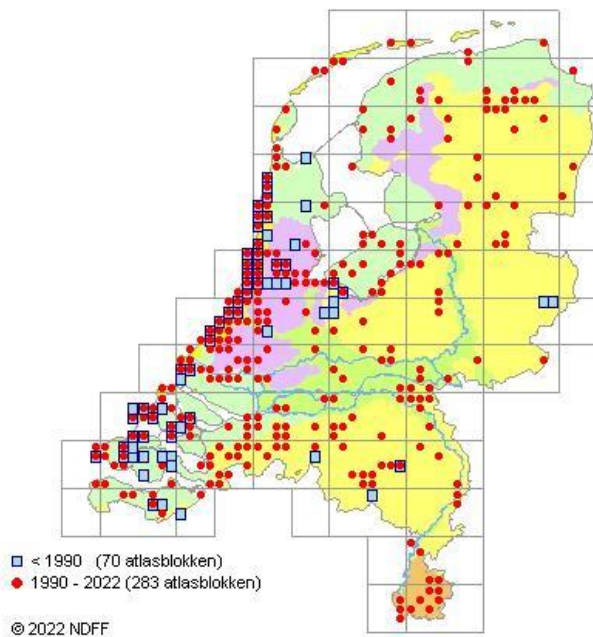 < 1990 (70 atlasblokken)
1990 - 2022 (283 atlasblokken)
© 2022 NDFF